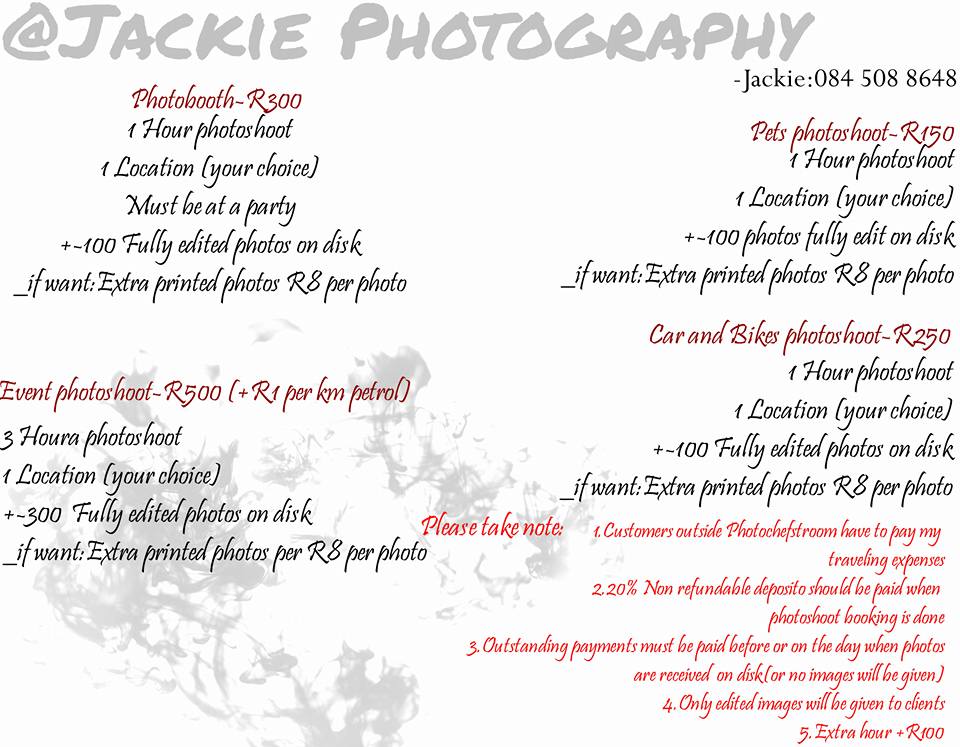 @Jackie Photography
-Jackie:084 508 8648
Photobooth-R300
1 Hour photoshoot
1 Location (your choice)
Must be at a party
+-100 Fully edited photos on disk
_if want:Extra printed photos R8 per photo
Pets photoshoot-R150
1 Hour photoshoot
1 Location (your choice)
+-100 photos fully edit on disk
_if want:Extra printed photos R8 per photo
Event photoshoot-R500 (+R1 per km petrol)
3 Houra photoshoot
1 Location (your choice)
+-300 Fully edited photos on disk
_if want:Extra printed photos per R8 per photo
Car and Bikes photoshoot-R250
1 Hour photoshoot
1 Location (your choice)
+-100 Fully edited photos on disk
_if want:Extra printed photos R8 per photo
Please take note: 1.Customers outside Photochefstroom have to pay my
traveling expenses
2.20% Non refundable deposito should be paid when
photoshoot booking is done
3.Outstanding payments must be paid before or on the day when photos
are received on disk(or no images will be given)
4.Only edited images will be given to clients
5.Extra hour +R100